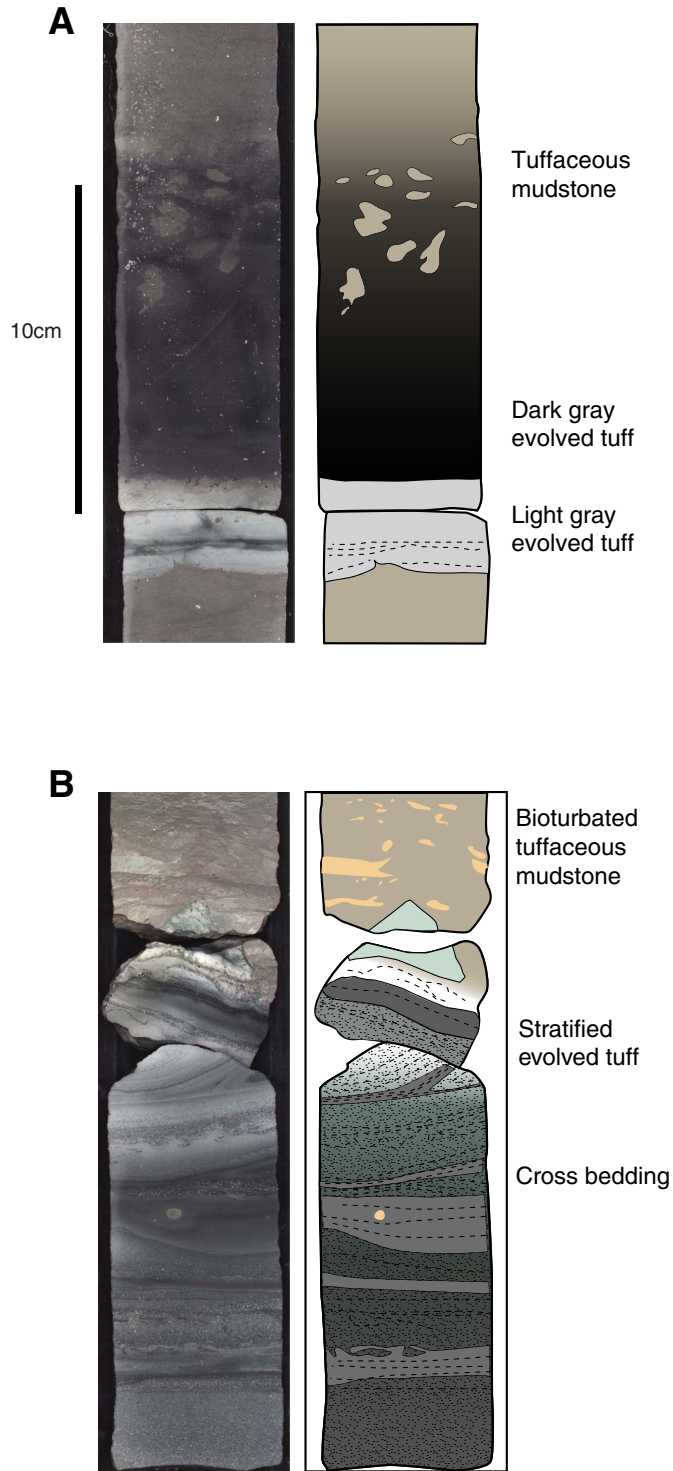 A
Tuffaceous
mudstone
10cm
Dark gray
evolved tuff
Light gray
evolved tuff
B
Bioturbated
tuffaceous
mudstone
Stratified
evolved tuff
Cross bedding